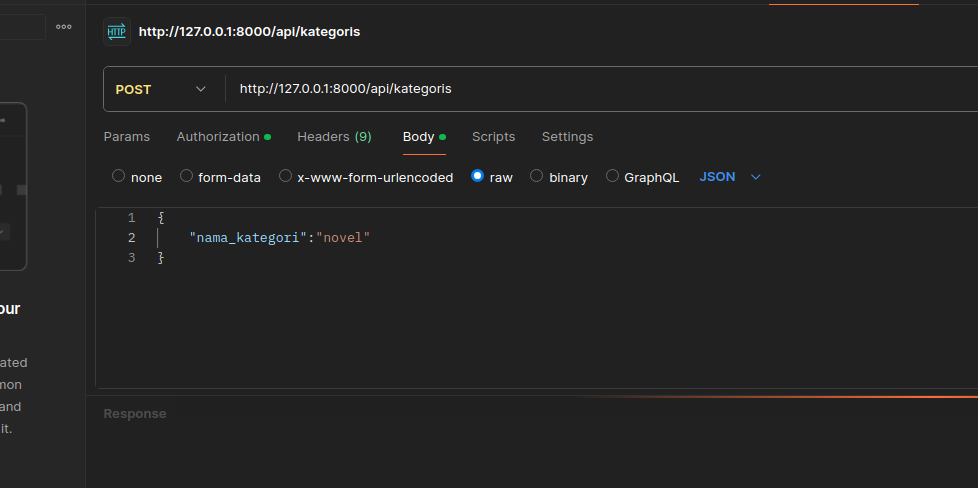 HTTP http://127.0.0.1:8000/api/kategoris
POST http://127.0.0.1:8000/api/kategoris
Params Authorization Headers (9) Body Scripts Settings
none form-data x-www-form-urlencoded raw binary GraphQL JSON
1 {
2 "nama_kategori":"novel"
3 }
our
ated
mon
and
it.
Response